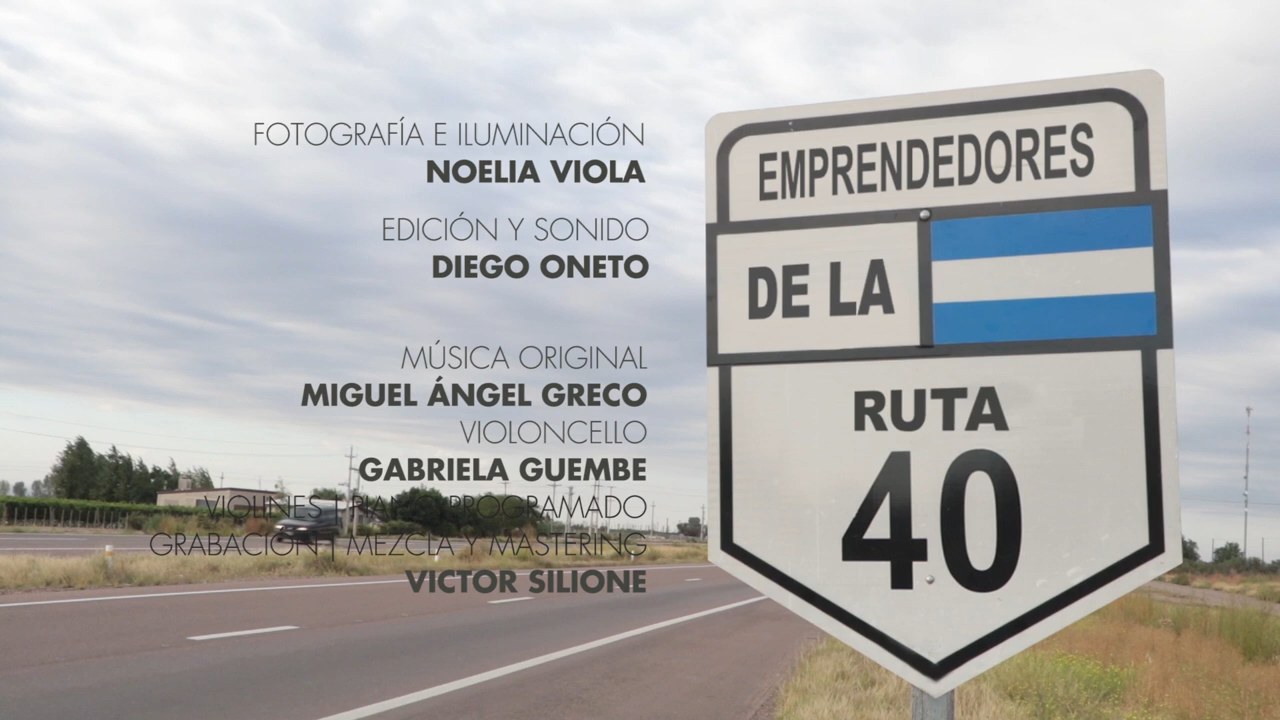 FOTOGRAFÍA E ILUMINACIÓN
NOELIA VIOLA
EDICIÓN Y SONIDO
DIEGO ONETO
MÚSICA ORIGINAL
MIGUEL ÁNGEL GRECO
VIOLONCELLO
GABRIELA GUEMBE
VIOLINES | PIANO PROGRAMADO
GRABACIÓN | MEZCLA Y MASTERING
VICTOR SILIONE
EMPRENDEDORES
DE LA
RUTA
40